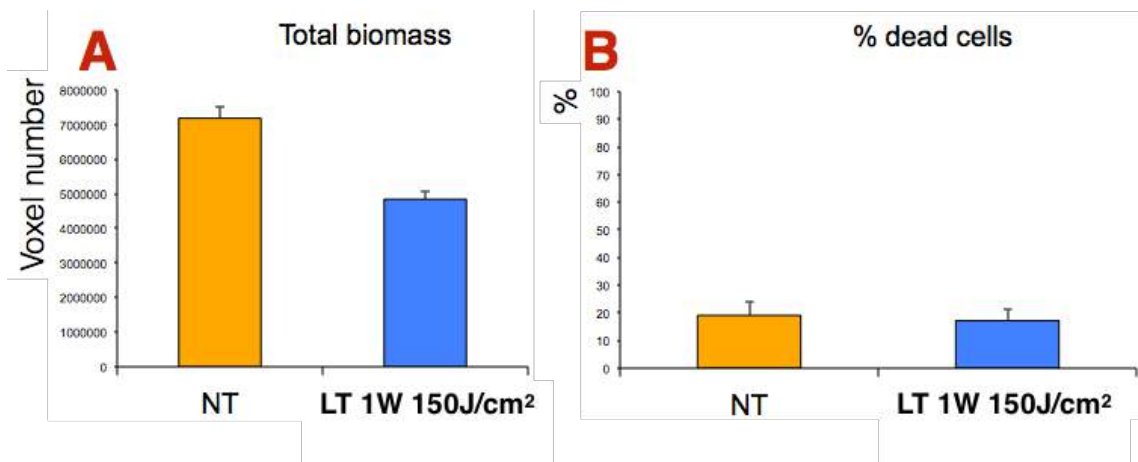 A
Total biomass
Voxel number
8000000
7000000
6000000
5000000
4000000
3000000
2000000
1000000
0
NT
LT 1W 150J/cm²
B
% dead cells
%
100
90
80
70
60
50
40
30
20
10
0
NT
LT 1W 150J/cm²